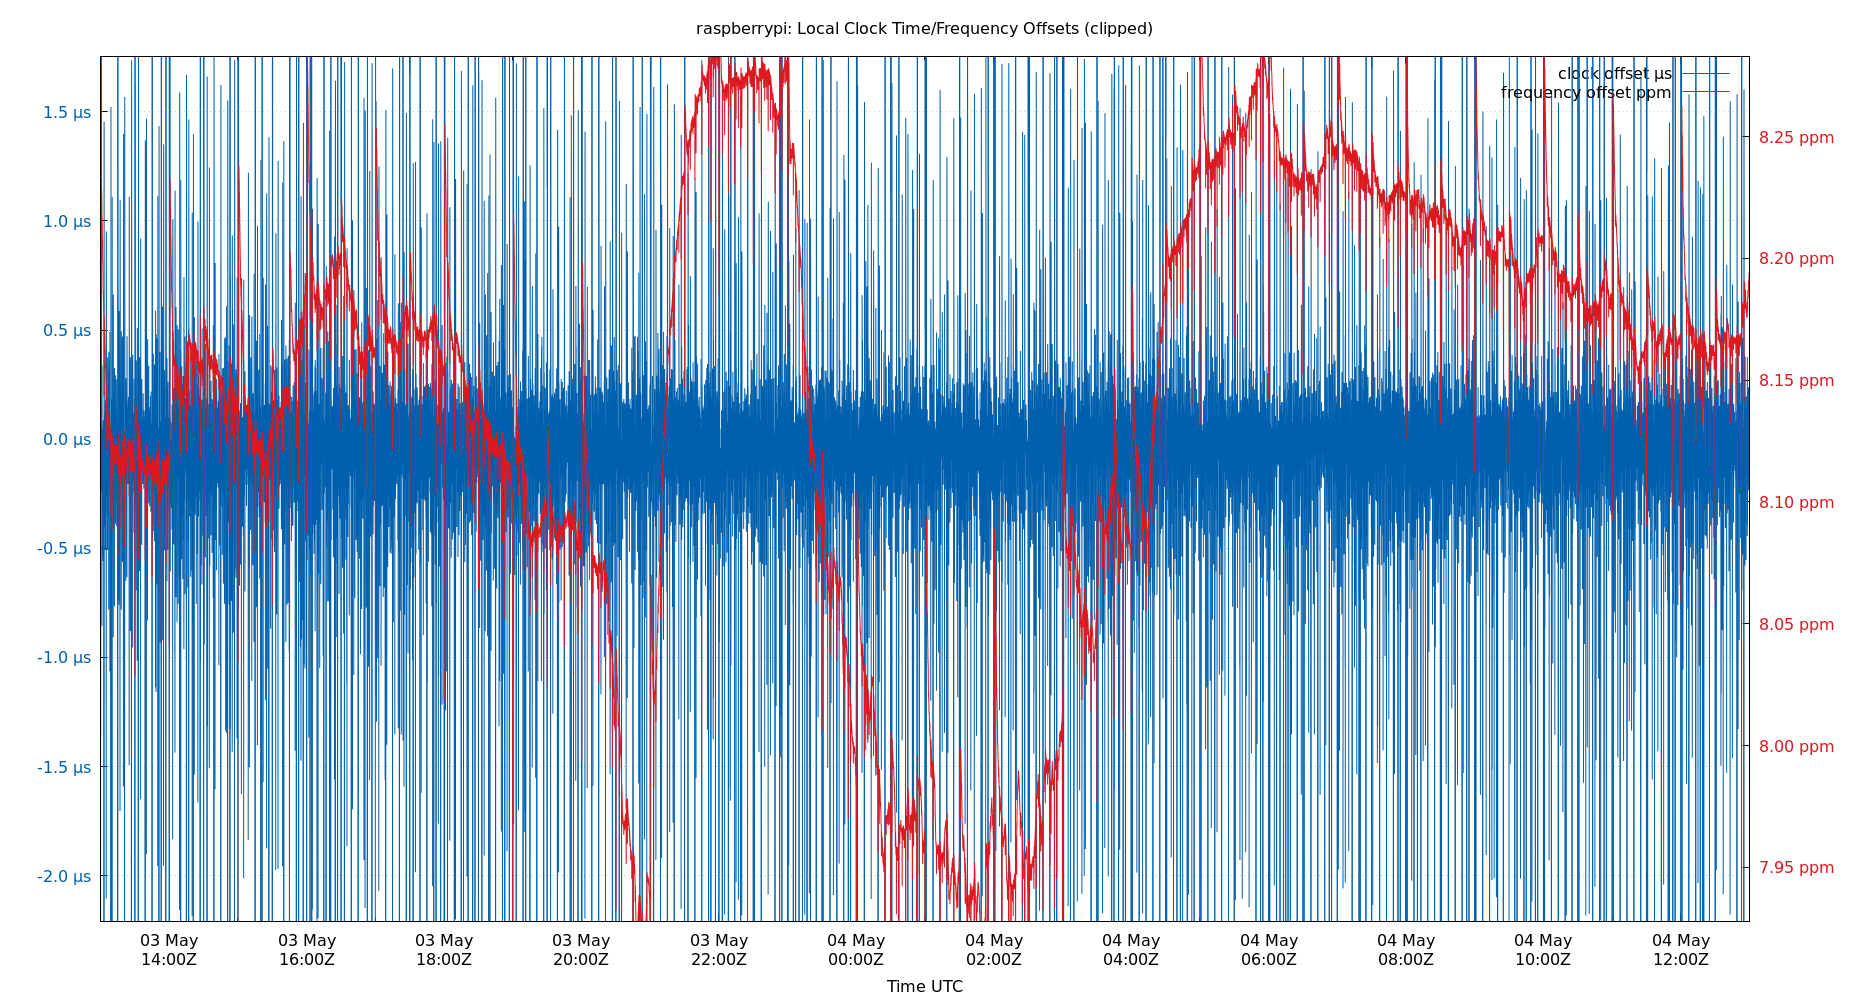 raspberrypi: Local Clock Time/Frequency Offsets (clipped)
clock offset µs
frequency offset ppm
1.5 µs
1.0 µs
0.5 µs
0.0 µs
-0.5 µs
-1.0 µs
-1.5 µs
-2.0 µs
8.25 ppm
8.20 ppm
8.15 ppm
8.10 ppm
8.05 ppm
8.00 ppm
7.95 ppm
03 May
14:00Z
03 May
16:00Z
03 May
18:00Z
03 May
20:00Z
03 May
22:00Z
04 May
00:00Z
04 May
02:00Z
04 May
04:00Z
04 May
06:00Z
04 May
08:00Z
04 May
10:00Z
04 May
12:00Z
Time UTC